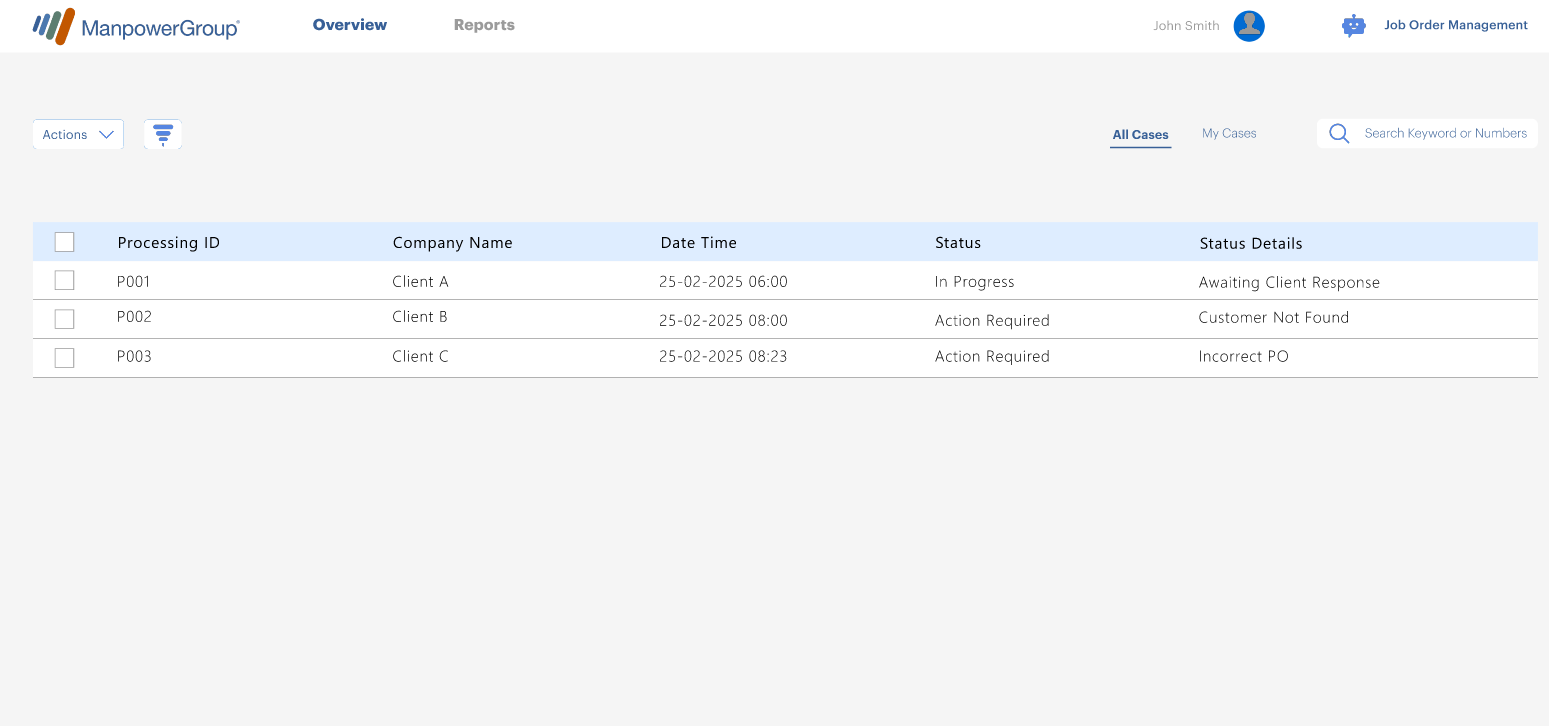 ManpowerGroup® Overview Reports John Smith Job Order Management
Actions All Cases My Cases Search Keyword or Numbers
Processing ID Company Name Date Time Status Status Details
P001 Client A 25-02-2025 06:00 In Progress Awaiting Client Response
P002 Client B 25-02-2025 08:00 Action Required Customer Not Found
P003 Client C 25-02-2025 08:23 Action Required Incorrect PO